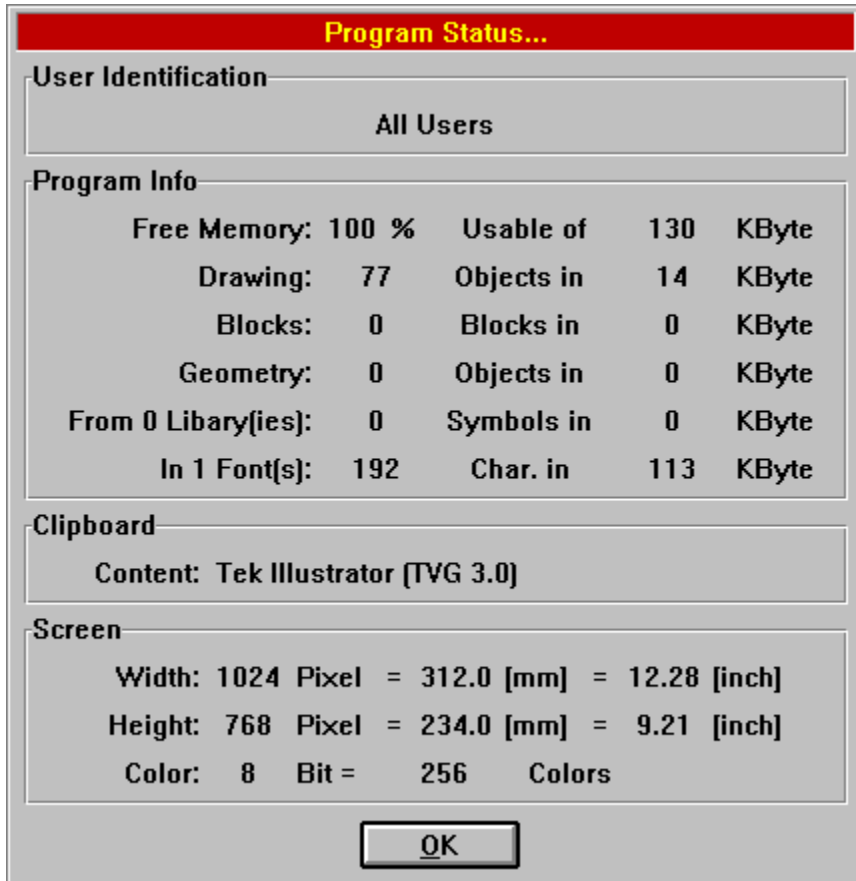 Program Status...
User Identification
All Users
Program Info
Free Memory: 100 % Usable of 130 KByte
Drawing: 77 Objects in 14 KByte
Blocks: 0 Blocks in 0 KByte
Geometry: 0 Objects in 0 KByte
From 0 Libary(ies): 0 Symbols in 0 KByte
In 1 Font(s): 192 Char. in 113 KByte
Clipboard
Content: Tek Illustrator (TVG 3.0)
Screen
Width: 1024 Pixel = 312.0 [mm] = 12.28 [inch]
Height: 768 Pixel = 234.0 [mm] = 9.21 [inch]
Color: 8 Bit = 256 Colors
OK